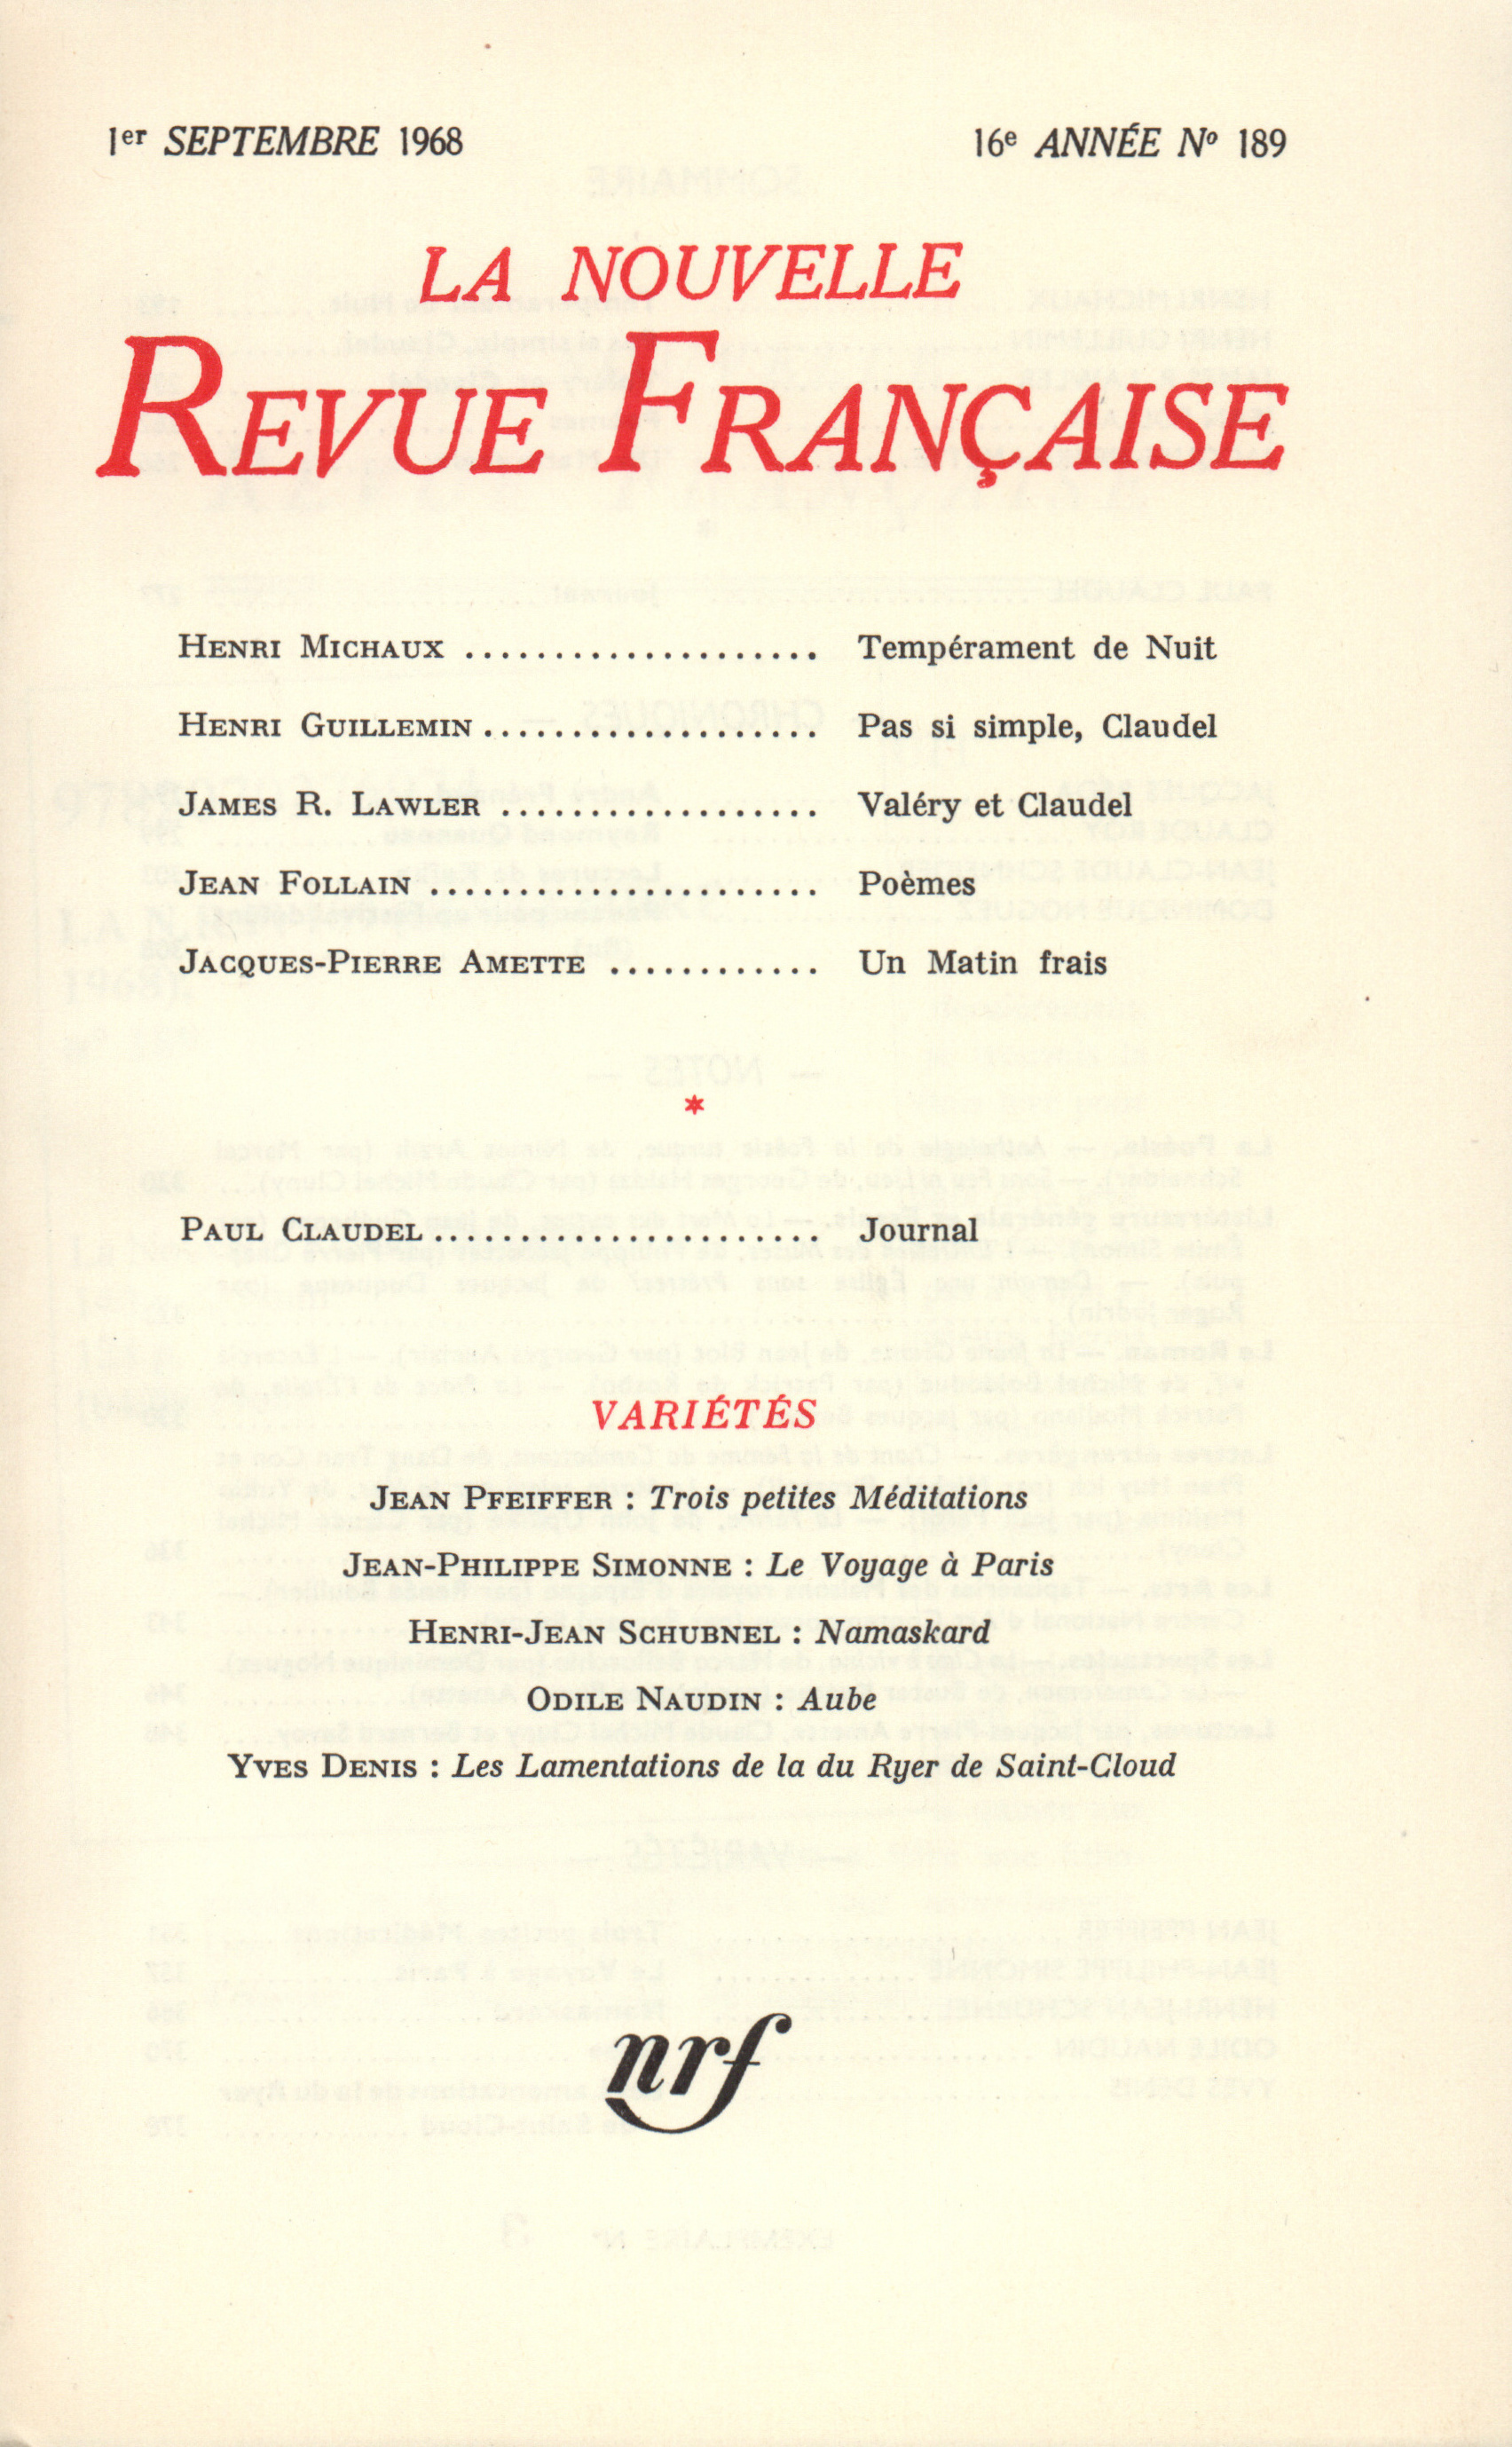 1er SEPTEMBRE 1968 16e ANNÉE Nº 189
LA NOUVELLE
REVUE FRANÇAISE
HENRI MICHAUX ..................... Tempérament de Nuit
HENRI GUILLEMIN ................... Pas si simple, Claudel
JAMES R. LAWLER .................. Valéry et Claudel
JEAN FOLLAIN ...................... Poèmes
JACQUES-PIERRE AMETTE ............ Un Matin frais
*
PAUL CLAUDEL ...................... Journal
VARIÉTÉS
JEAN PFEIFFER : Trois petites Méditations
JEAN-PHILIPPE SIMONNE : Le Voyage à Paris
HENRI-JEAN SCHUBNEL : Namaskard
ODILE NAUDIN : Aube
YVES DENIS : Les Lamentations de la du Ryer de Saint-Cloud
nrf